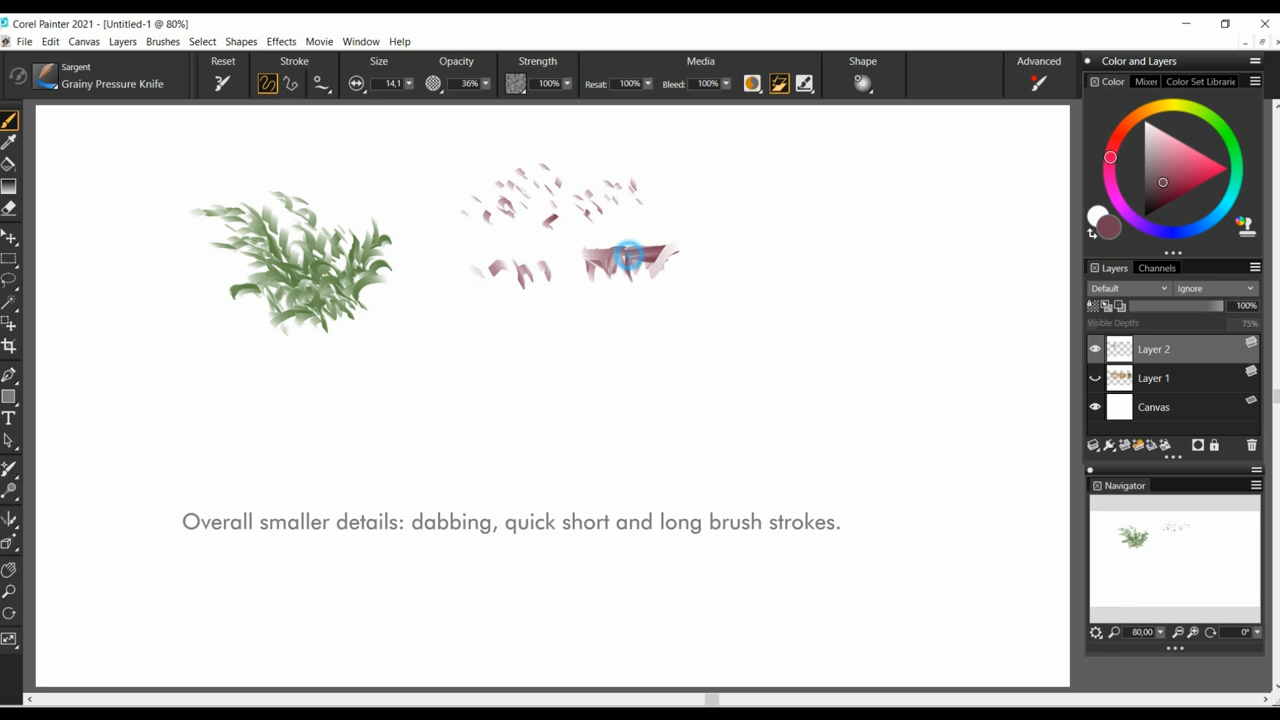 Corel Painter 2021 - [Untitled-1 @ 80%]
File Edit Canvas Layers Brushes Select Shapes Effects Movie Window Help
Sargent
Grainy Pressure Knife
Reset Stroke Size Opacity Strength Media Shape Advanced
14,1 36% 100% Resat: 100% Bleed: 100%
Color and Layers
Color Mixer Color Set Librarie
Layers Channels
Default Ignore
100%
Visible Depth: 75%
Layer 2
Layer 1
Canvas
Navigator
80,00 0°
Overall smaller details: dabbing, quick short and long brush strokes.